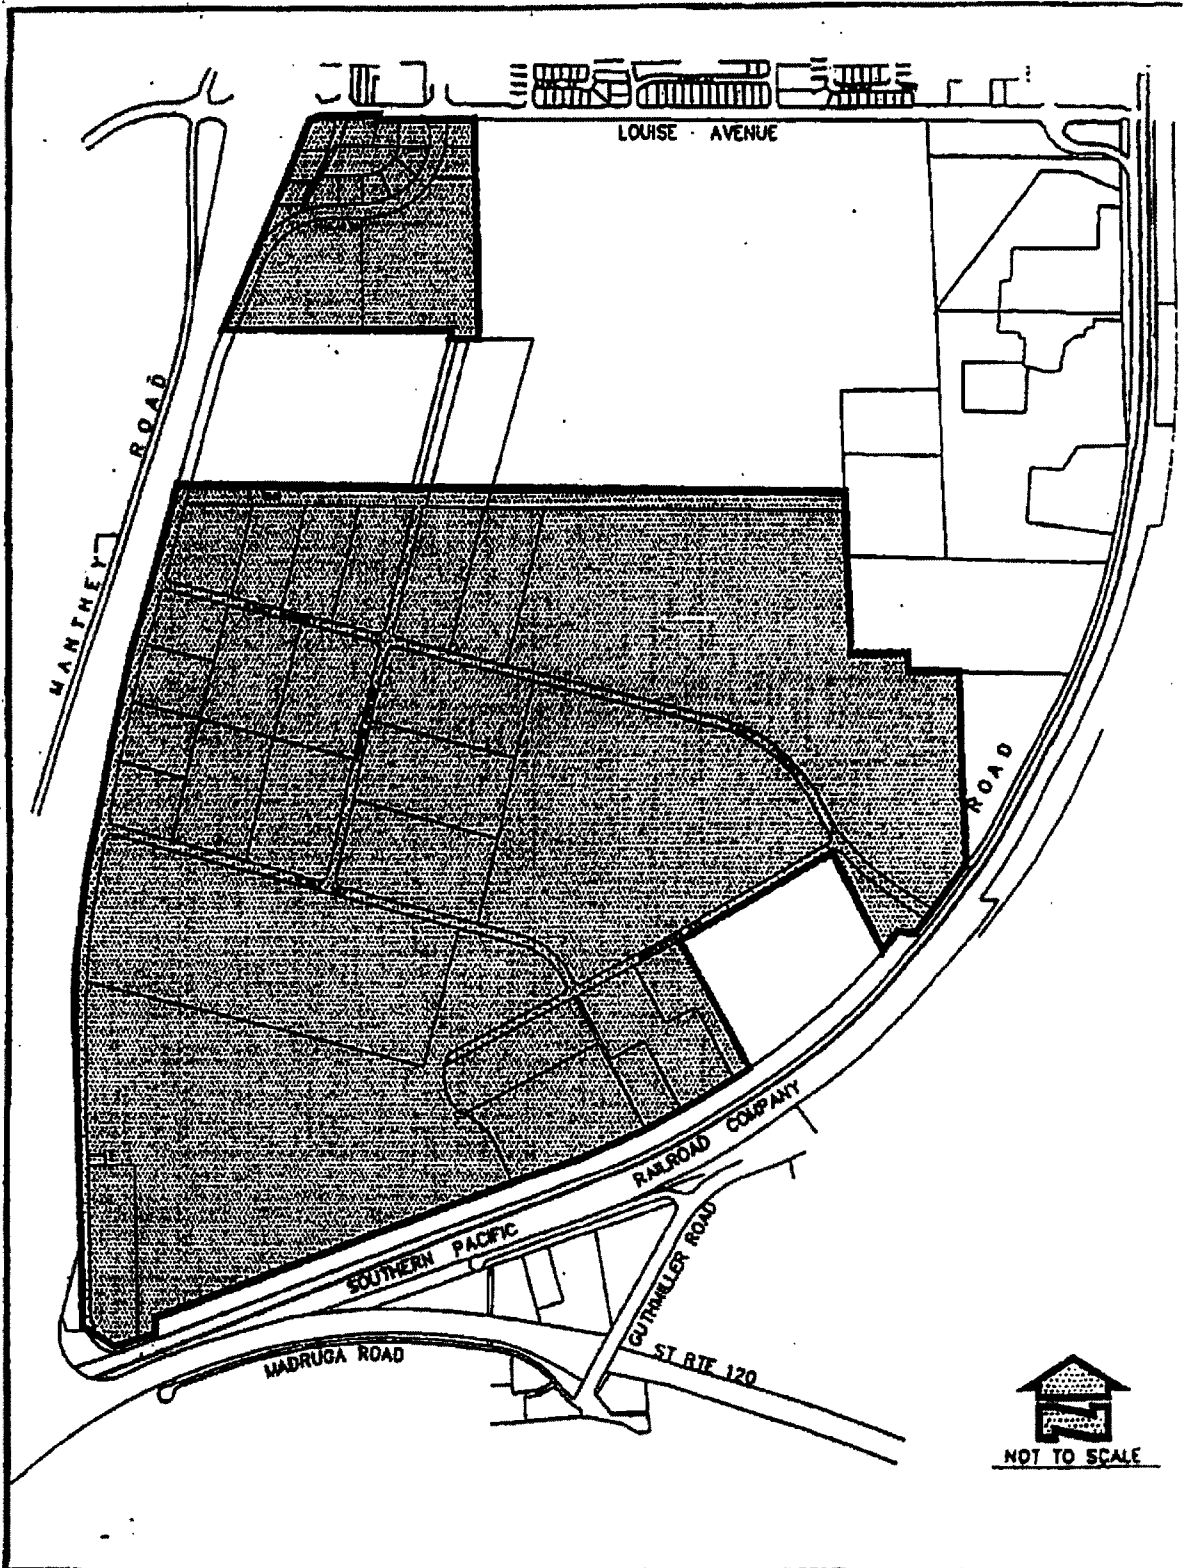 LOUISE AVENUE
MANTHEY ROAD
ROAD
RAILROAD COMPANY
SOUTHERN PACIFIC
GUTHMILLER ROAD
MADRUGA ROAD
ST RTE 120
N
NOT TO SCALE